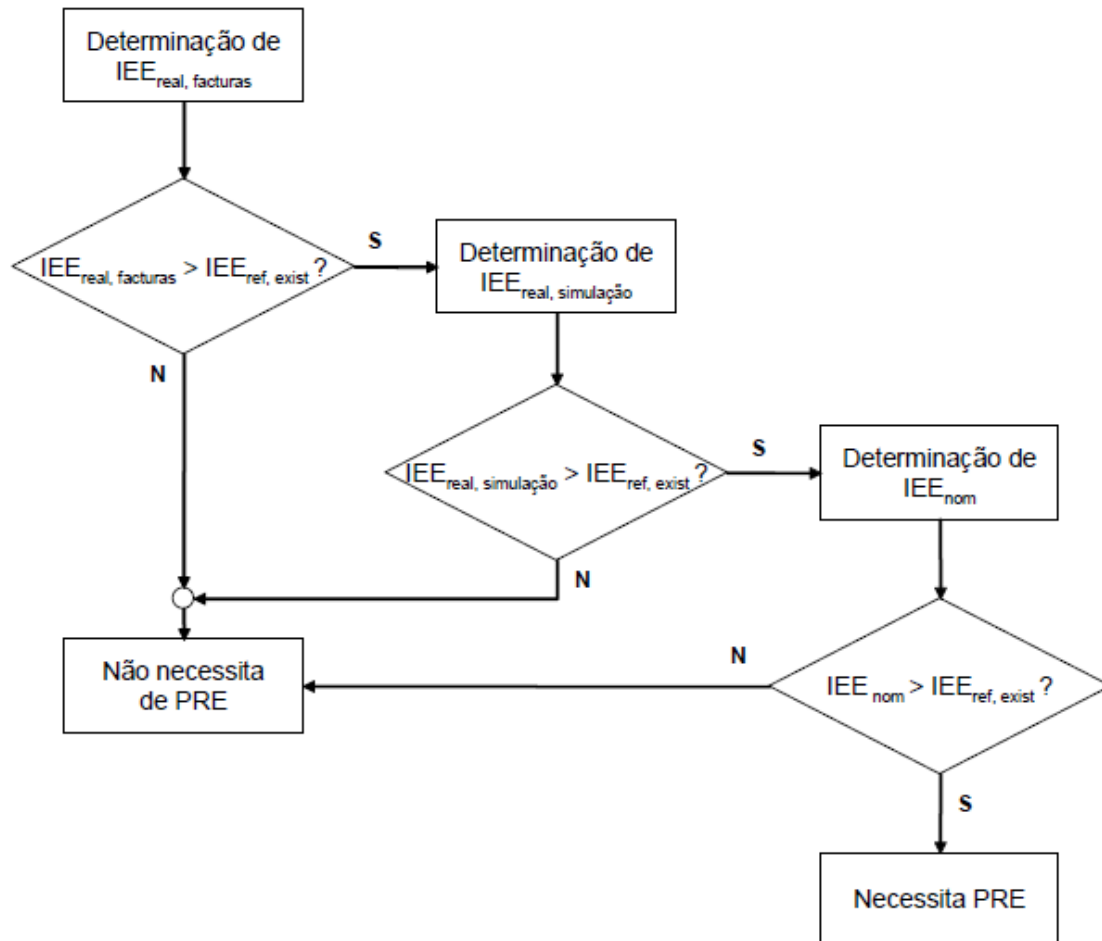 Determinação de
IEEreal, facturas
IEEreal, facturas > IEEref, exist ?
S
N
Determinação de
IEEreal, simulação
IEEreal, simulação > IEEref, exist ?
S
N
Determinação de
IEEnom
IEE nom > IEEref, exist ?
N
S
Não necessita
de PRE
Necessita PRE